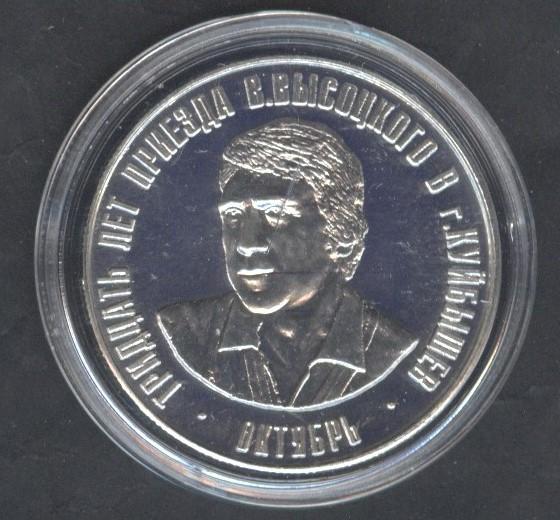 ТРИДЦАТЬ ЛЕТ ПРИЕЗДА В.ВЫСОЦКОГО В г.КУЙБЫШЕВ
· ОКТЯБРЬ ·